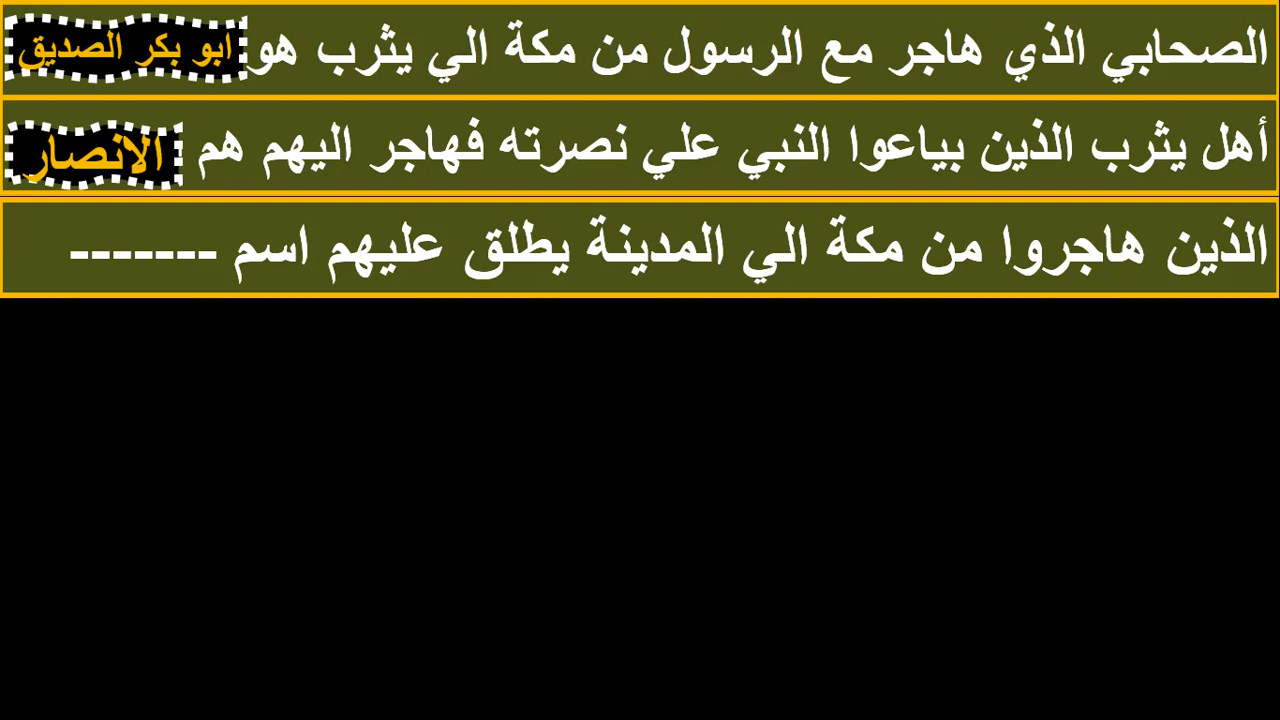 الصحابي الذي هاجر مع الرسول من مكة الي يثرب هو ابو بكر الصديق
أهل يثرب الذين بياعوا النبي علي نصرته فهاجر اليهم هم الانصار
الذين هاجروا من مكة الي المدينة يطلق عليهم اسم -------